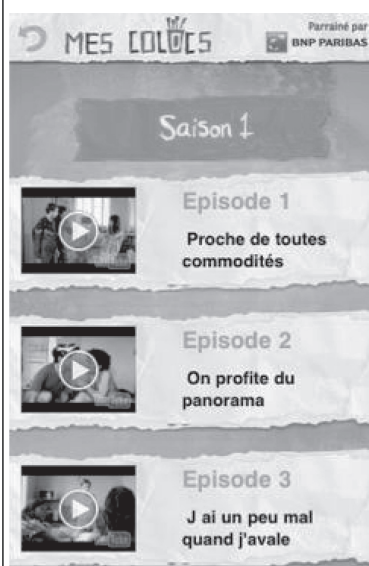 MES COLOCS
Parrainé par
BNP PARIBAS
Saison 1
Episode 1
Proche de toutes
commodités
Episode 2
On profite du
panorama
Episode 3
J ai un peu mal
quand j'avale